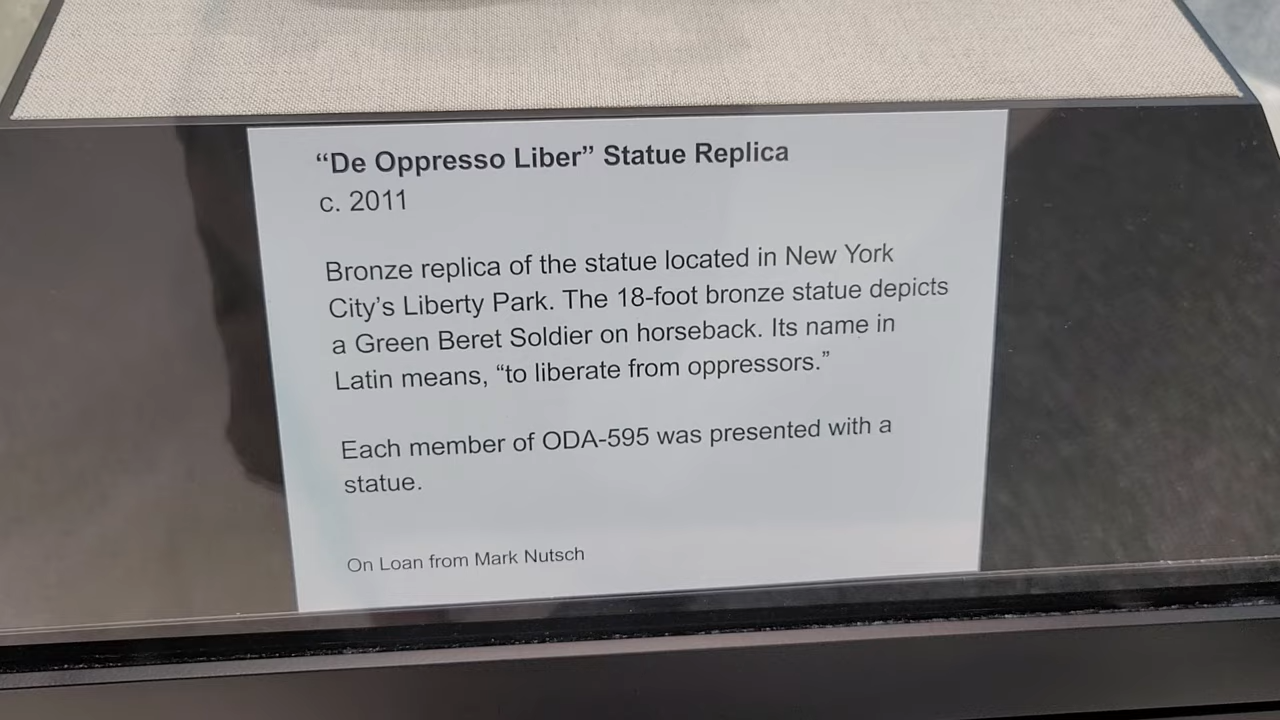 “De Oppresso Liber” Statue Replica
c. 2011
Bronze replica of the statue located in New York
City’s Liberty Park. The 18-foot bronze statue depicts
a Green Beret Soldier on horseback. Its name in
Latin means, “to liberate from oppressors.”
Each member of ODA-595 was presented with a
statue.
On Loan from Mark Nutsch